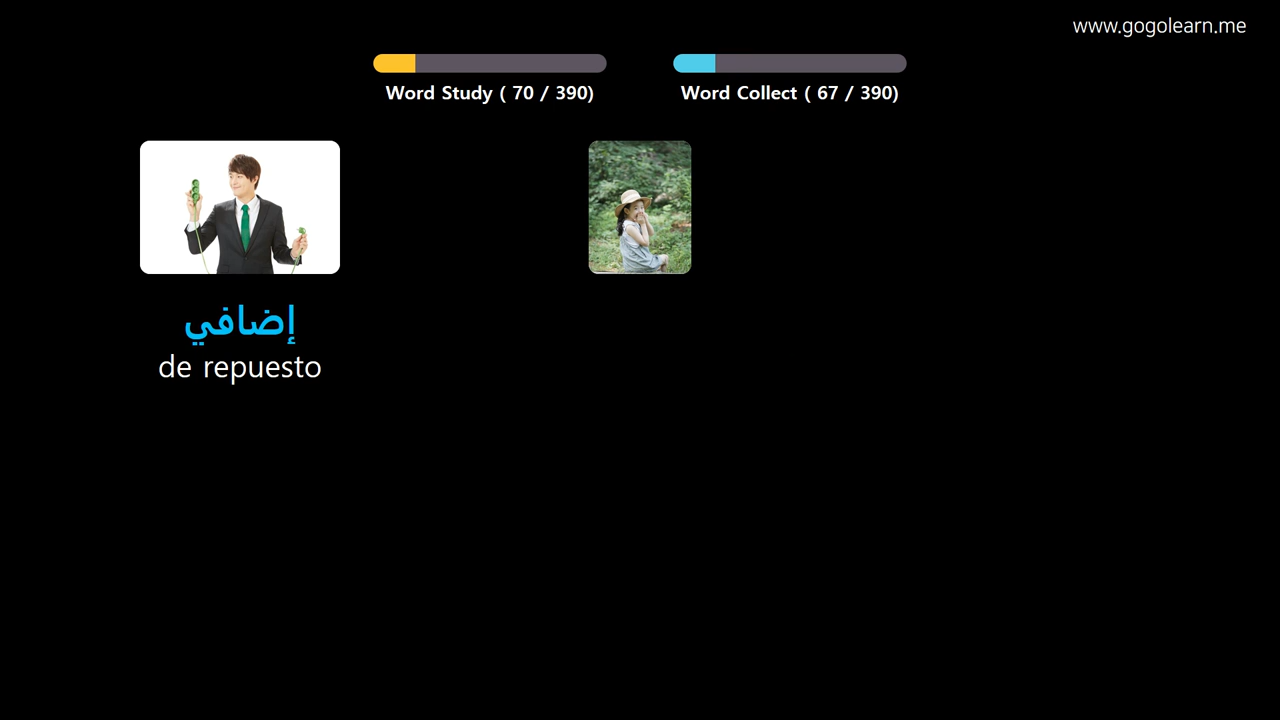 www.gogolearn.me
Word Study ( 70 / 390)
Word Collect ( 67 / 390)
إضافي
de repuesto